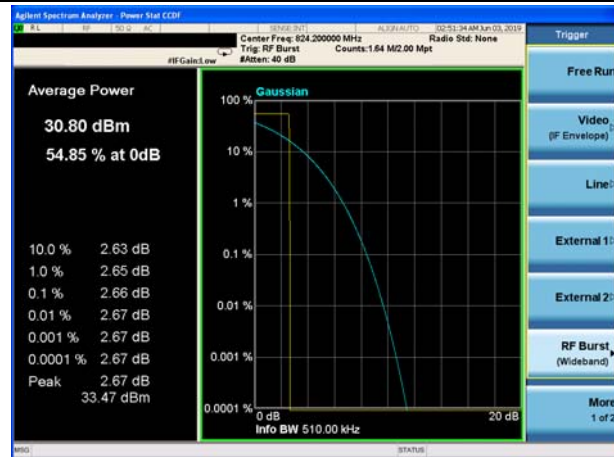 Agilent Spectrum Analyzer - Power Stat CCDF
RL RF 50 Ω AC SENSE:INT ALIGN AUTO 02:51:34 AM Jun 03, 2019
Center Freq: 824.200000 MHz Radio Std: None
Trig: RF Burst Counts:1.64 M/2.00 Mpt
#IFGain:Low #Atten: 40 dB
Trigger
Average Power
30.80 dBm
54.85 % at 0dB
10.0 % 2.63 dB
1.0 % 2.65 dB
0.1 % 2.66 dB
0.01 % 2.67 dB
0.001 % 2.67 dB
0.0001 % 2.67 dB
Peak 2.67 dB
33.47 dBm
Gaussian
100 %
10 %
1 %
0.1 %
0.01 %
0.001 %
0.0001 %
0 dB 20 dB
Info BW 510.00 kHz
Free Run
Video
(IF Envelope)
Line
External 1
External 2
RF Burst
(Wideband)
More
1 of 2
MSG STATUS